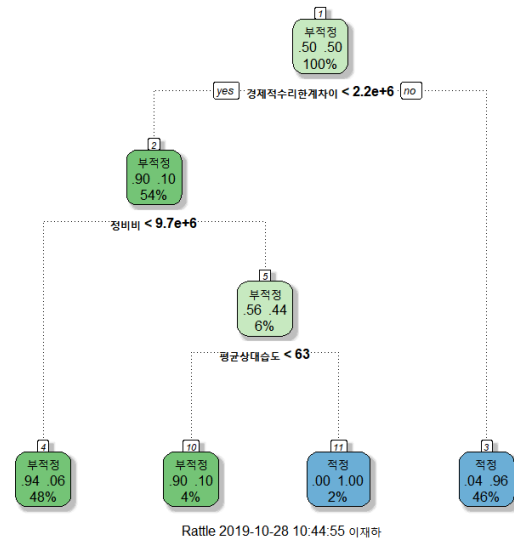 1
부적정
.50 .50
100%
yes 경제적수리한계차이 < 2.2e+6 no
2
부적정
.90 .10
54%
정비비 < 9.7e+6
5
부적정
.56 .44
6%
평균상대습도 < 63
4
부적정
.94 .06
48%
10
부적정
.90 .10
4%
11
적정
.00 1.00
2%
3
적정
.04 .96
46%
Rattle 2019-10-28 10:44:55 이재하